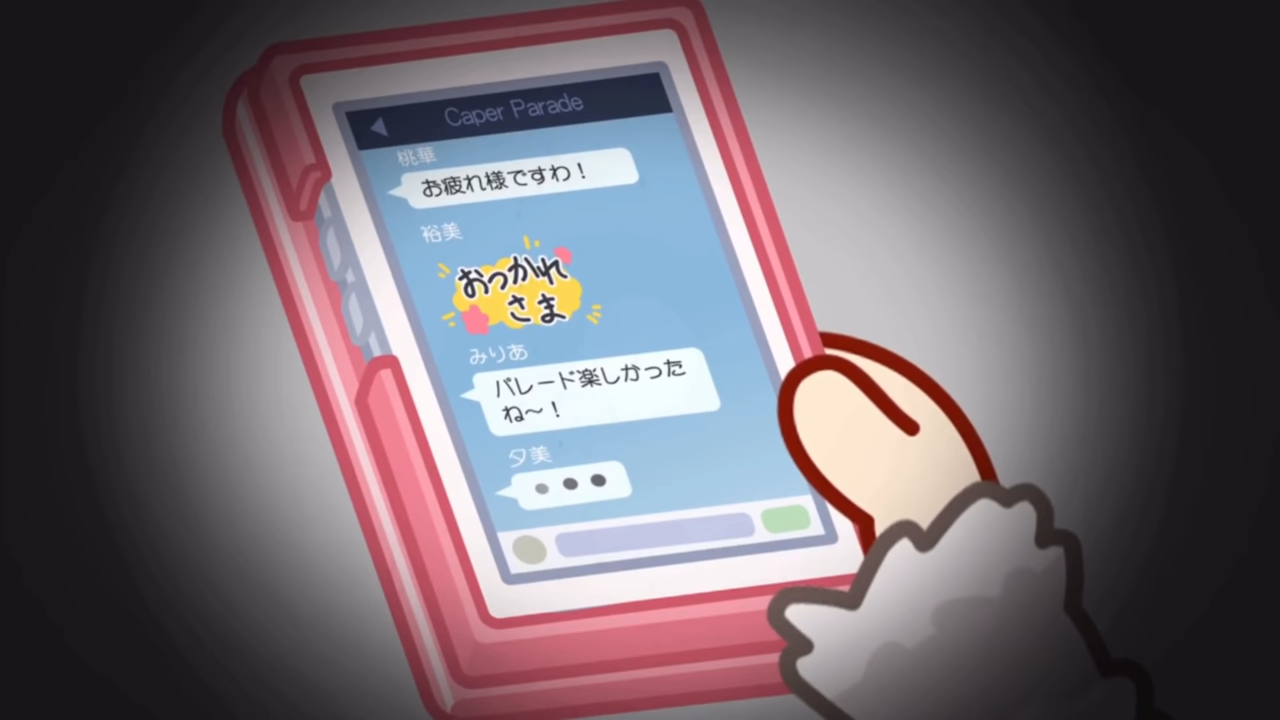 Caper Parade
桃華
お疲れ様ですわ！
裕美
おつかれ
さま
みりあ
パレード楽しかった
ね～！
夕美